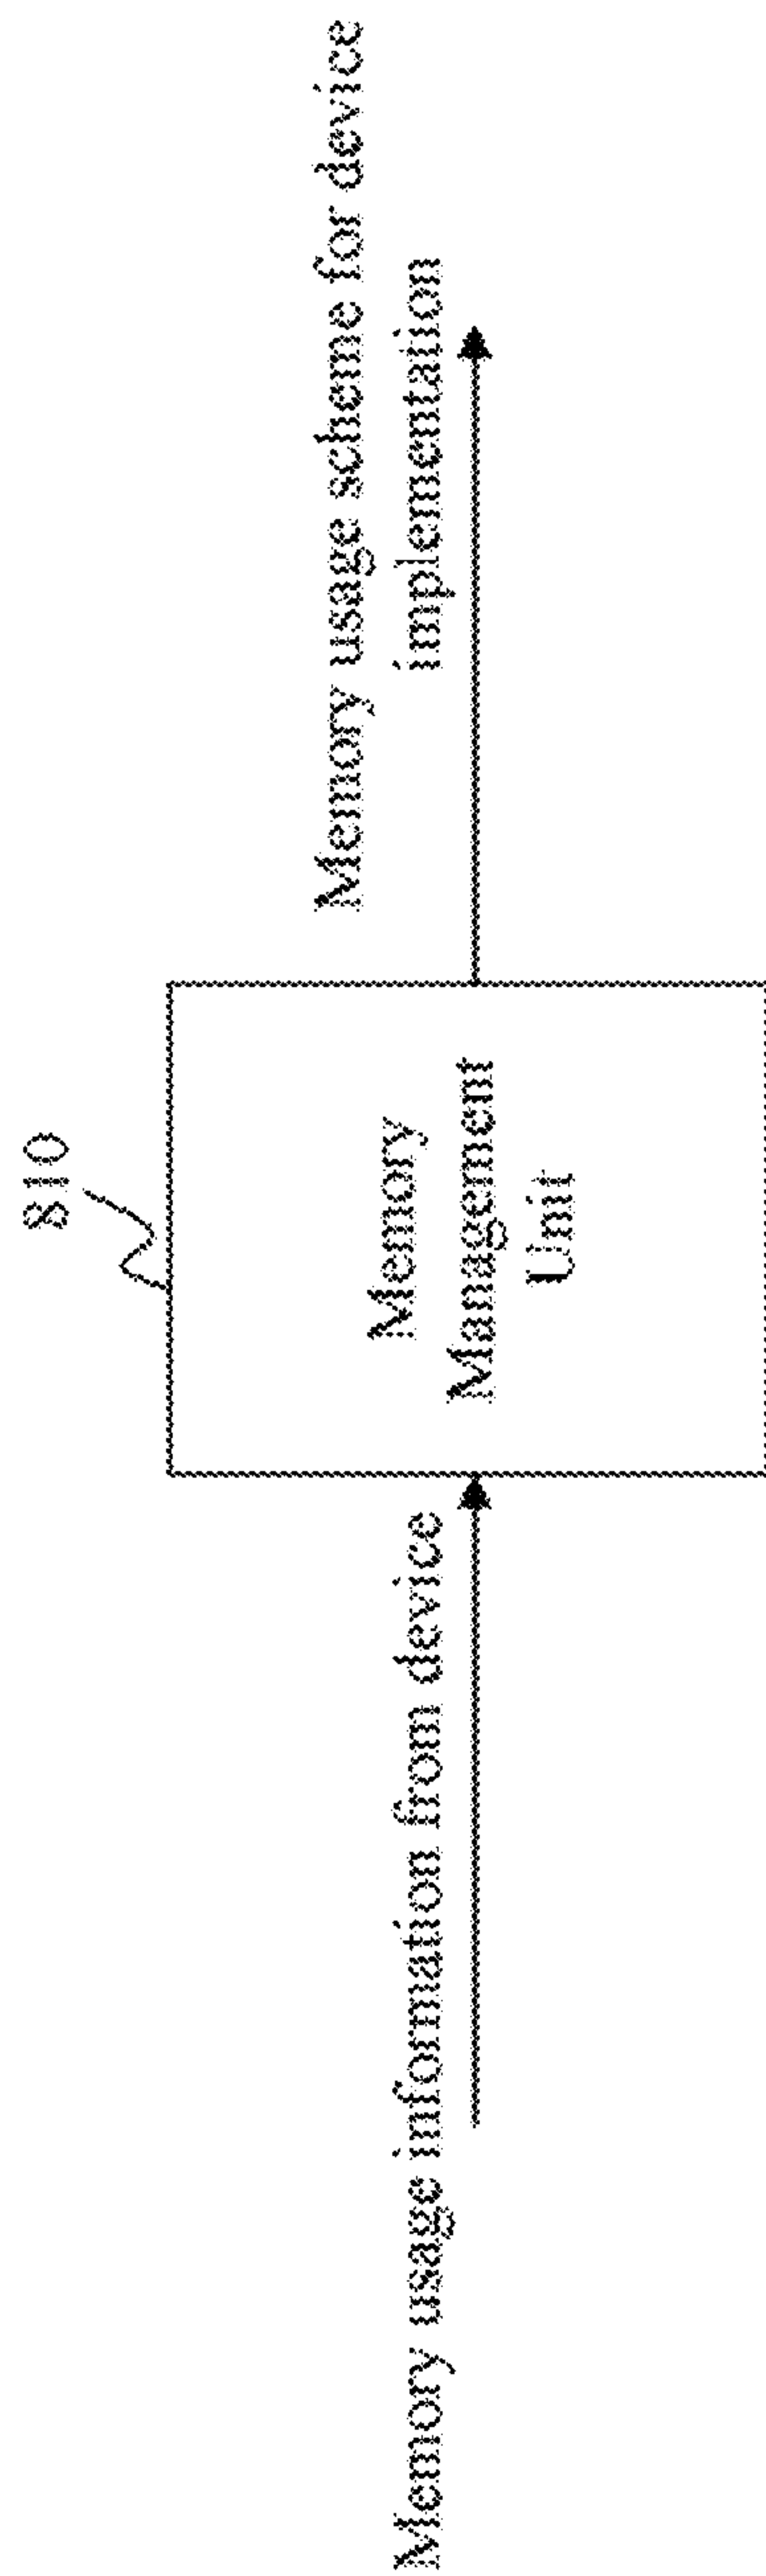 810
Memory usage information from device
Memory
Management
Unit
Memory usage scheme for device
implementation